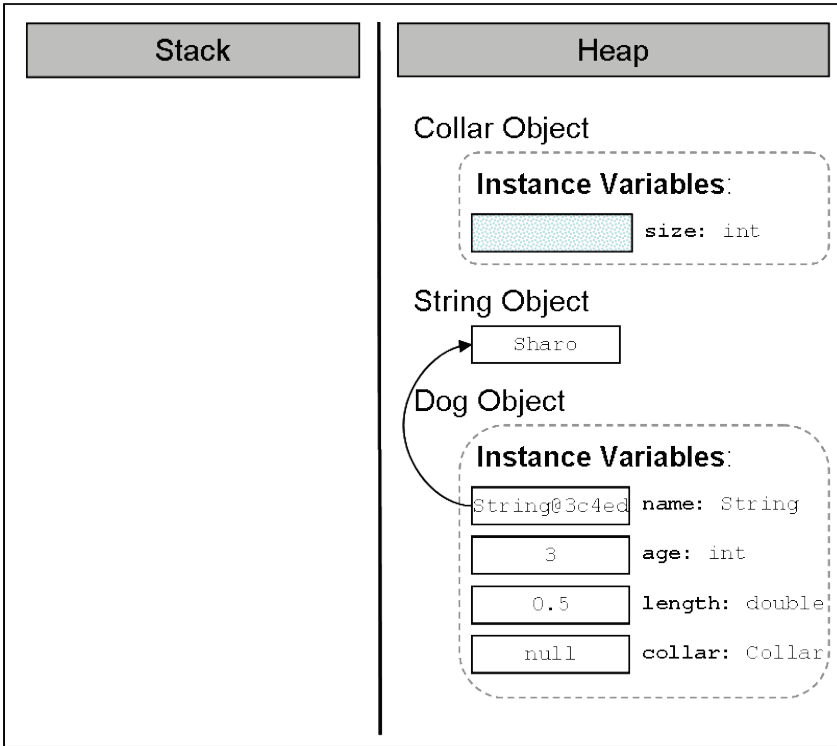 Stack
Heap
Collar Object
Instance Variables:
size: int
String Object
Sharo
Dog Object
Instance Variables:
String@3c4ed name: String
3 age: int
0.5 length: double
null collar: Collar